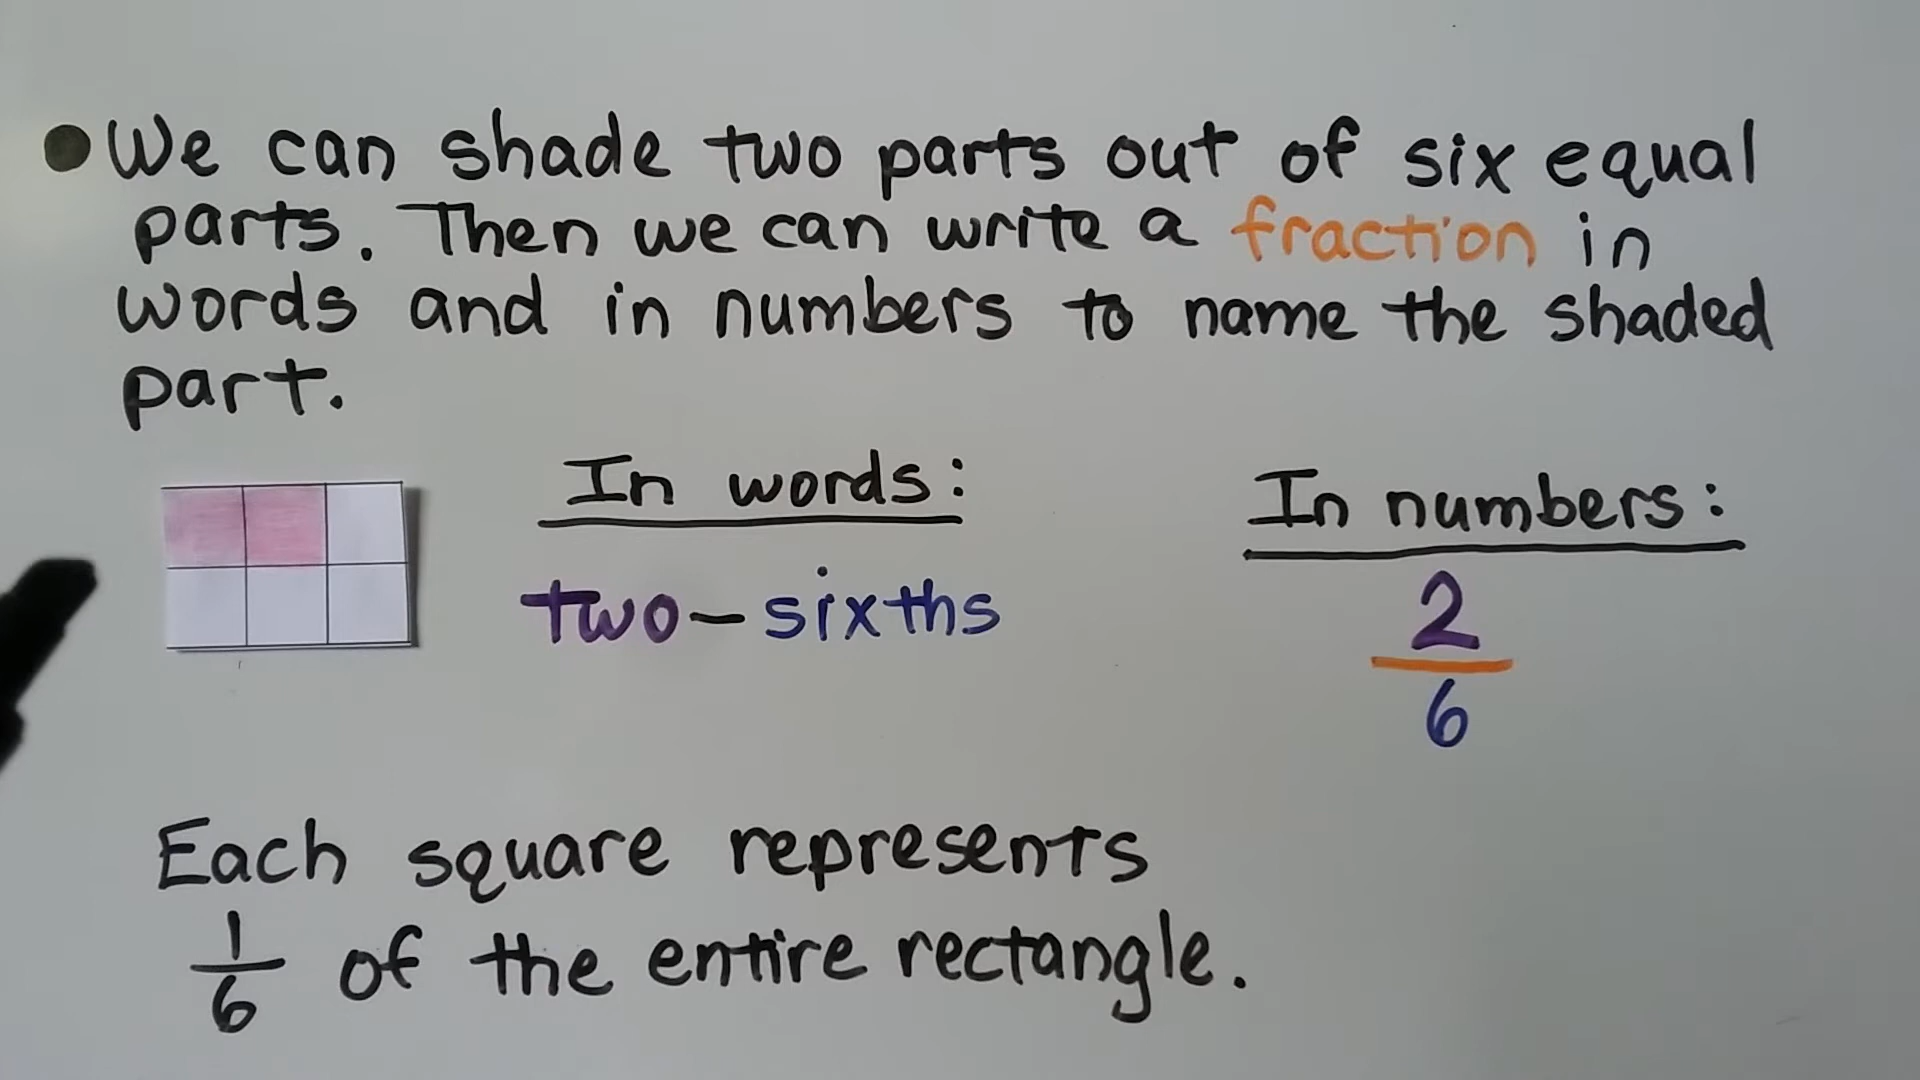 We can shade two parts out of six equal
parts. Then we can write a fraction in
words and in numbers to name the shaded
part.
In words:
two-sixths
In numbers:
2
6
Each square represents
1/6 of the entire rectangle.